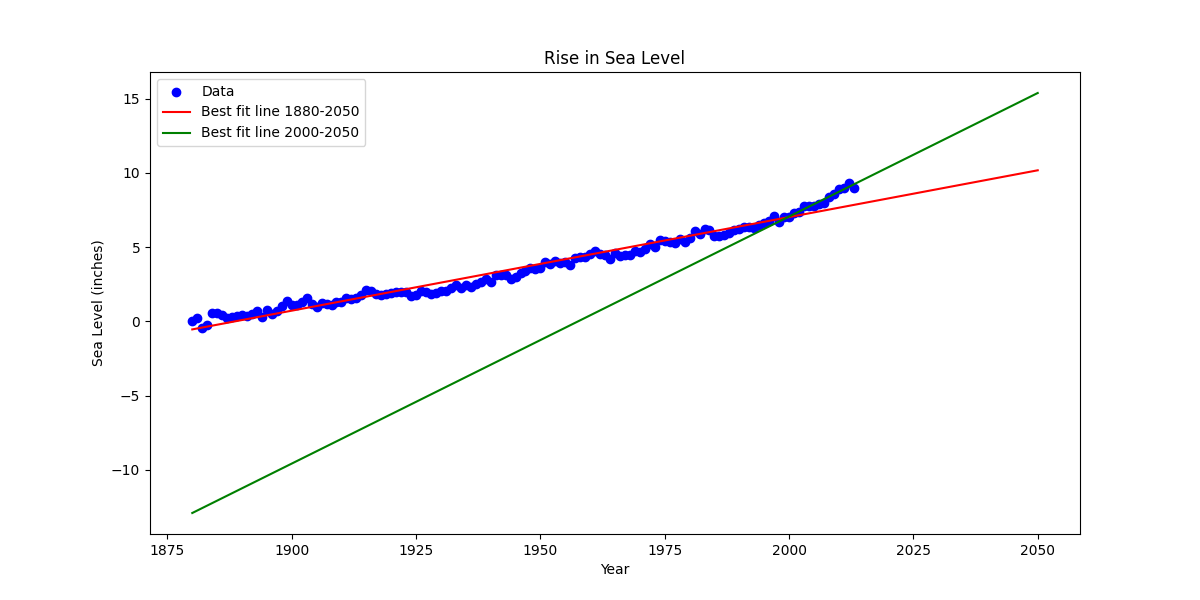 Rise in Sea Level
Data
Best fit line 1880-2050
Best fit line 2000-2050
15
10
5
0
−5
−10
Sea Level (inches)
1875 1900 1925 1950 1975 2000 2025 2050
Year